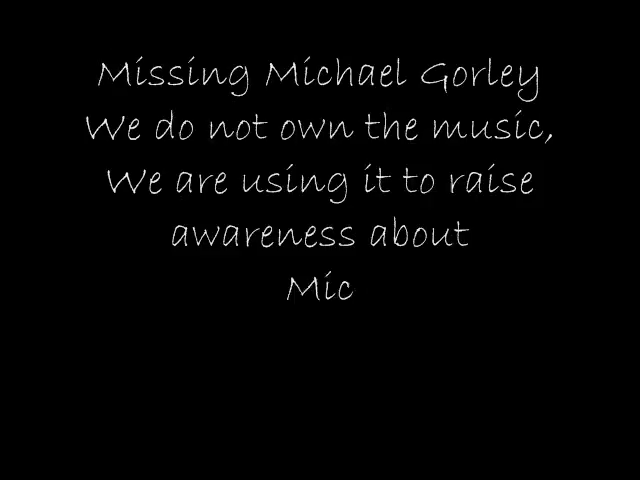 Missing Michael Gorley
We do not own the music,
We are using it to raise
awareness about
Mic